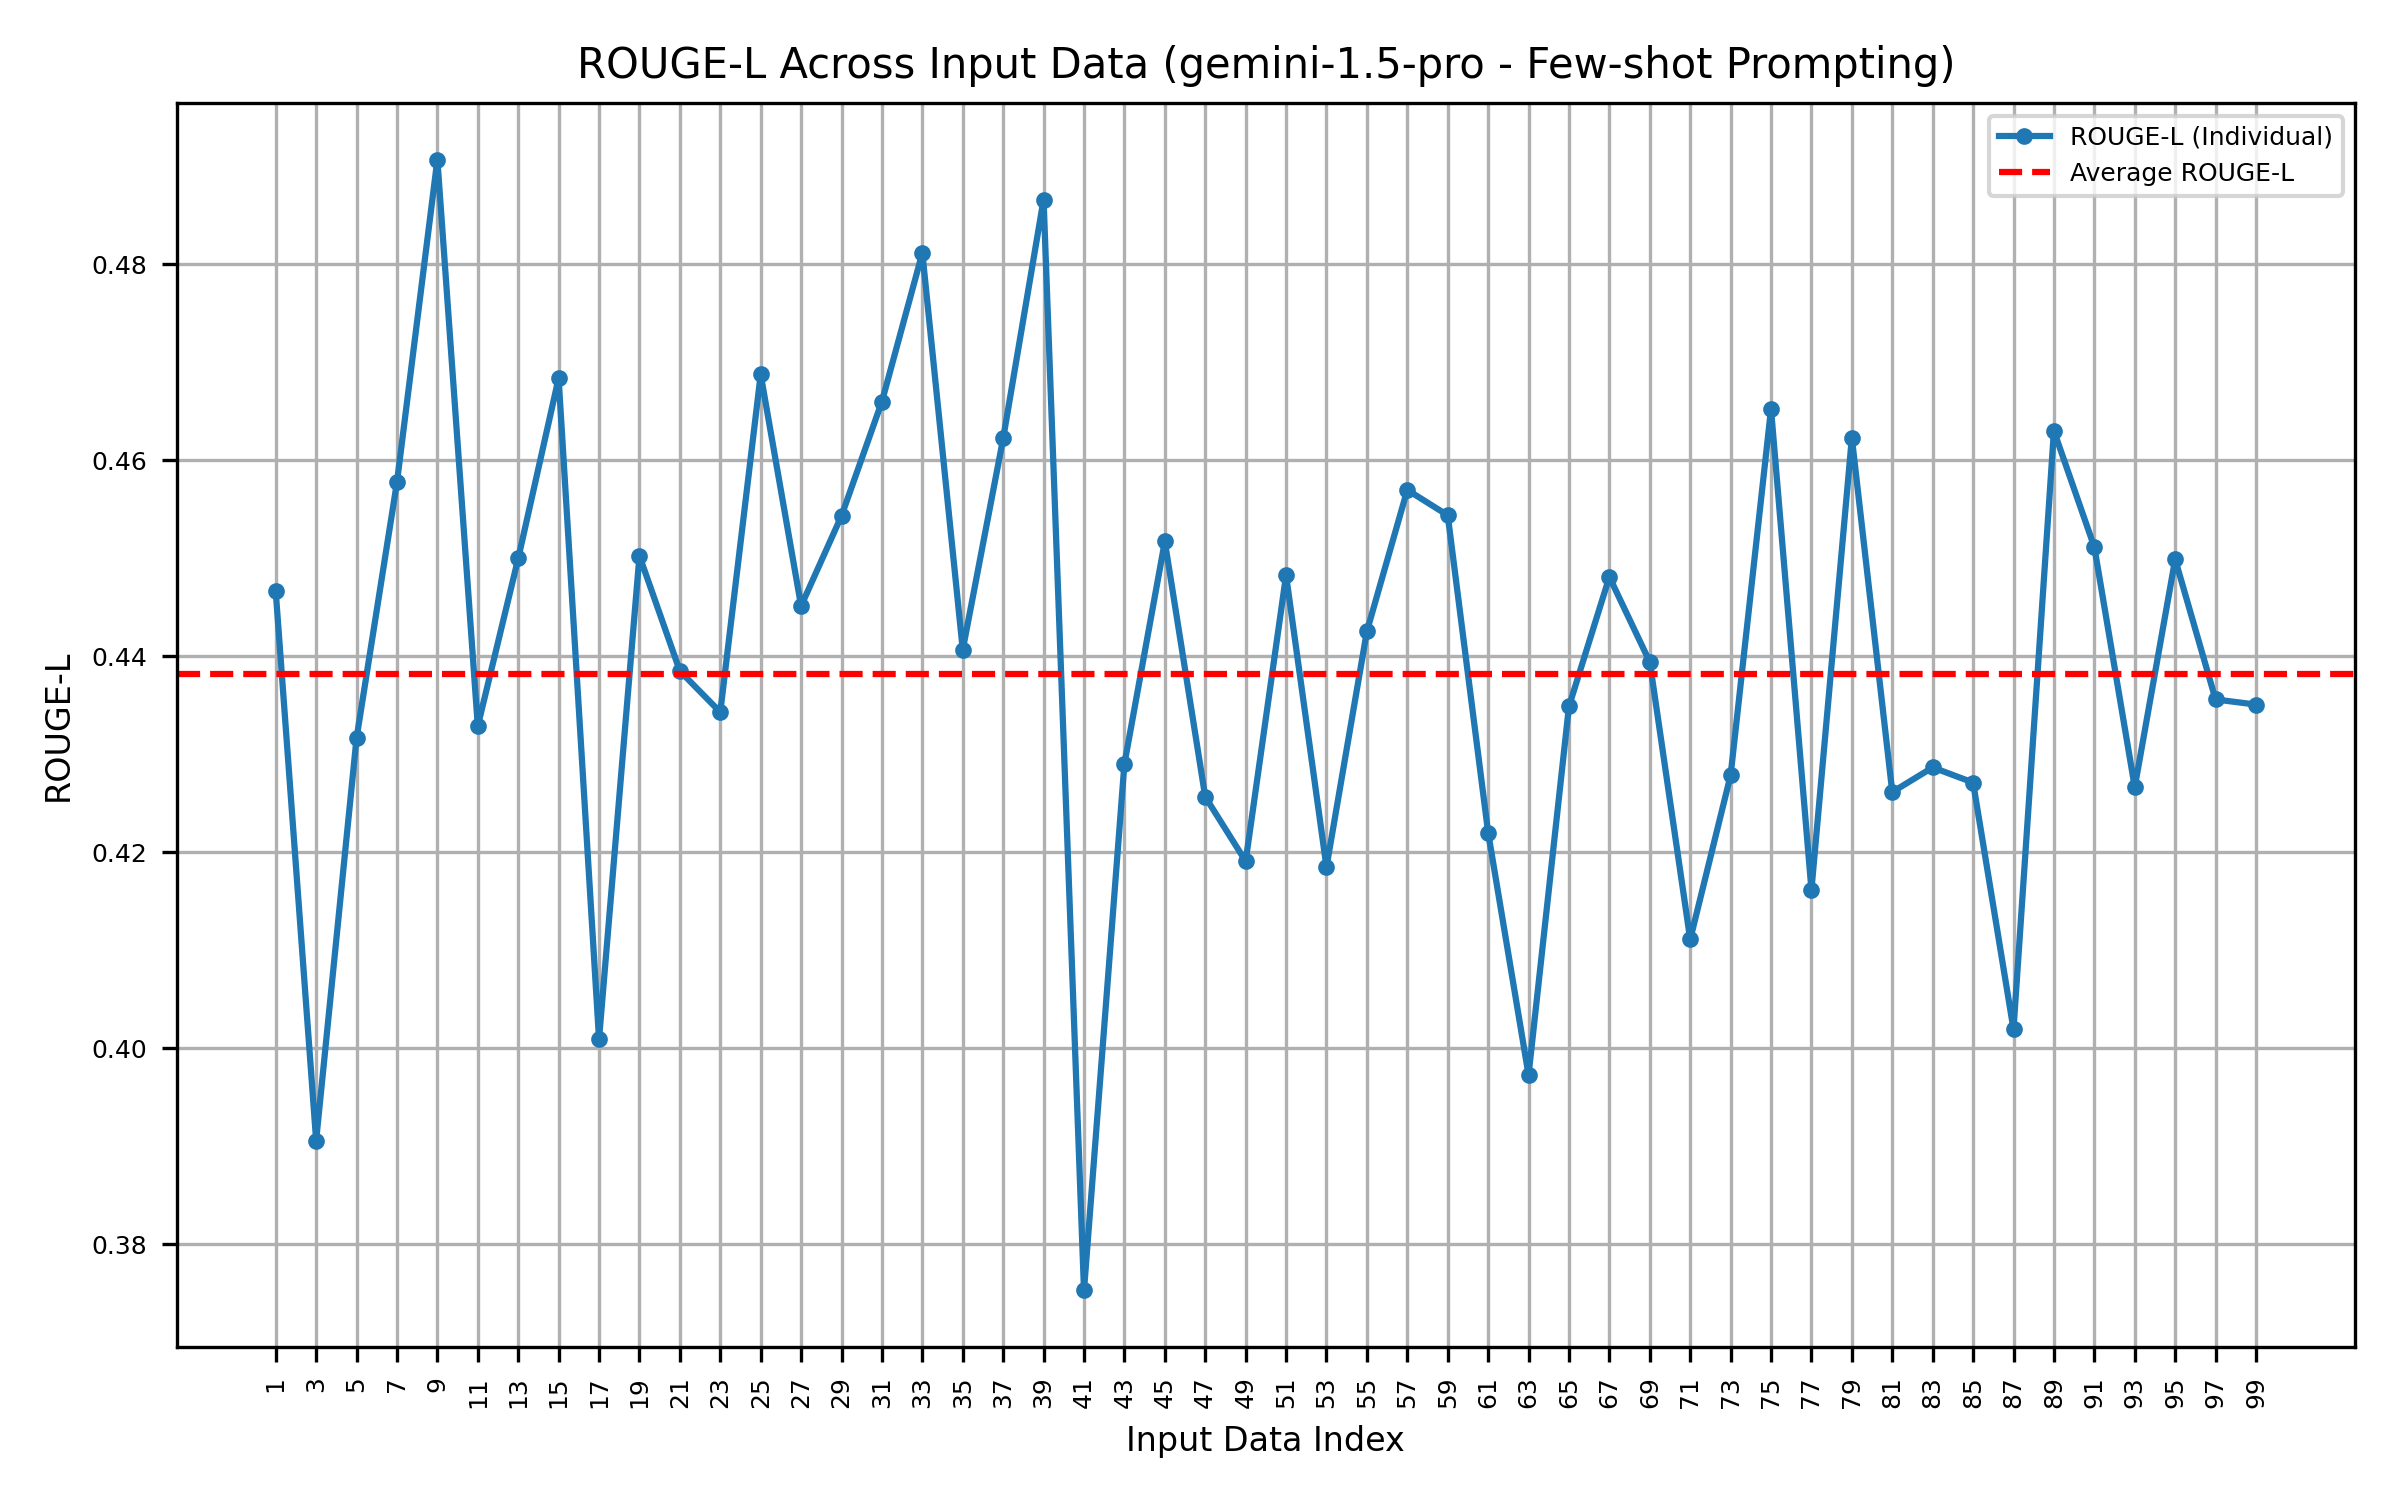 ROUGE-L Across Input Data (gemini-1.5-pro - Few-shot Prompting)
ROUGE-L (Individual)
Average ROUGE-L
0.48
0.46
0.44
0.42
0.40
0.38
ROUGE-L
1 3 5 7 9 11 13 15 17 19 21 23 25 27 29 31 33 35 37 39 41 43 45 47 49 51 53 55 57 59 61 63 65 67 69 71 73 75 77 79 81 83 85 87 89 91 93 95 97 99
Input Data Index